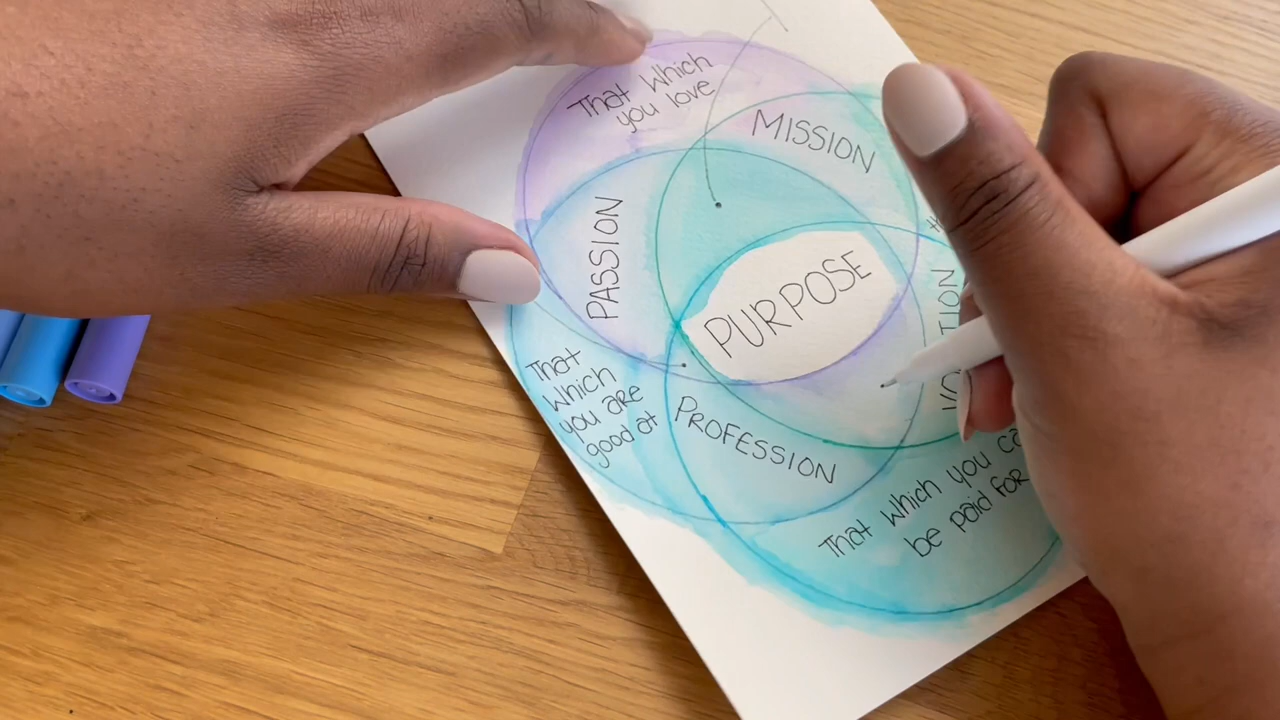 That Which
you love
MISSION
PASSION
PURPOSE
That
Which
you are
good at
PROFESSION
That which you
be paid for